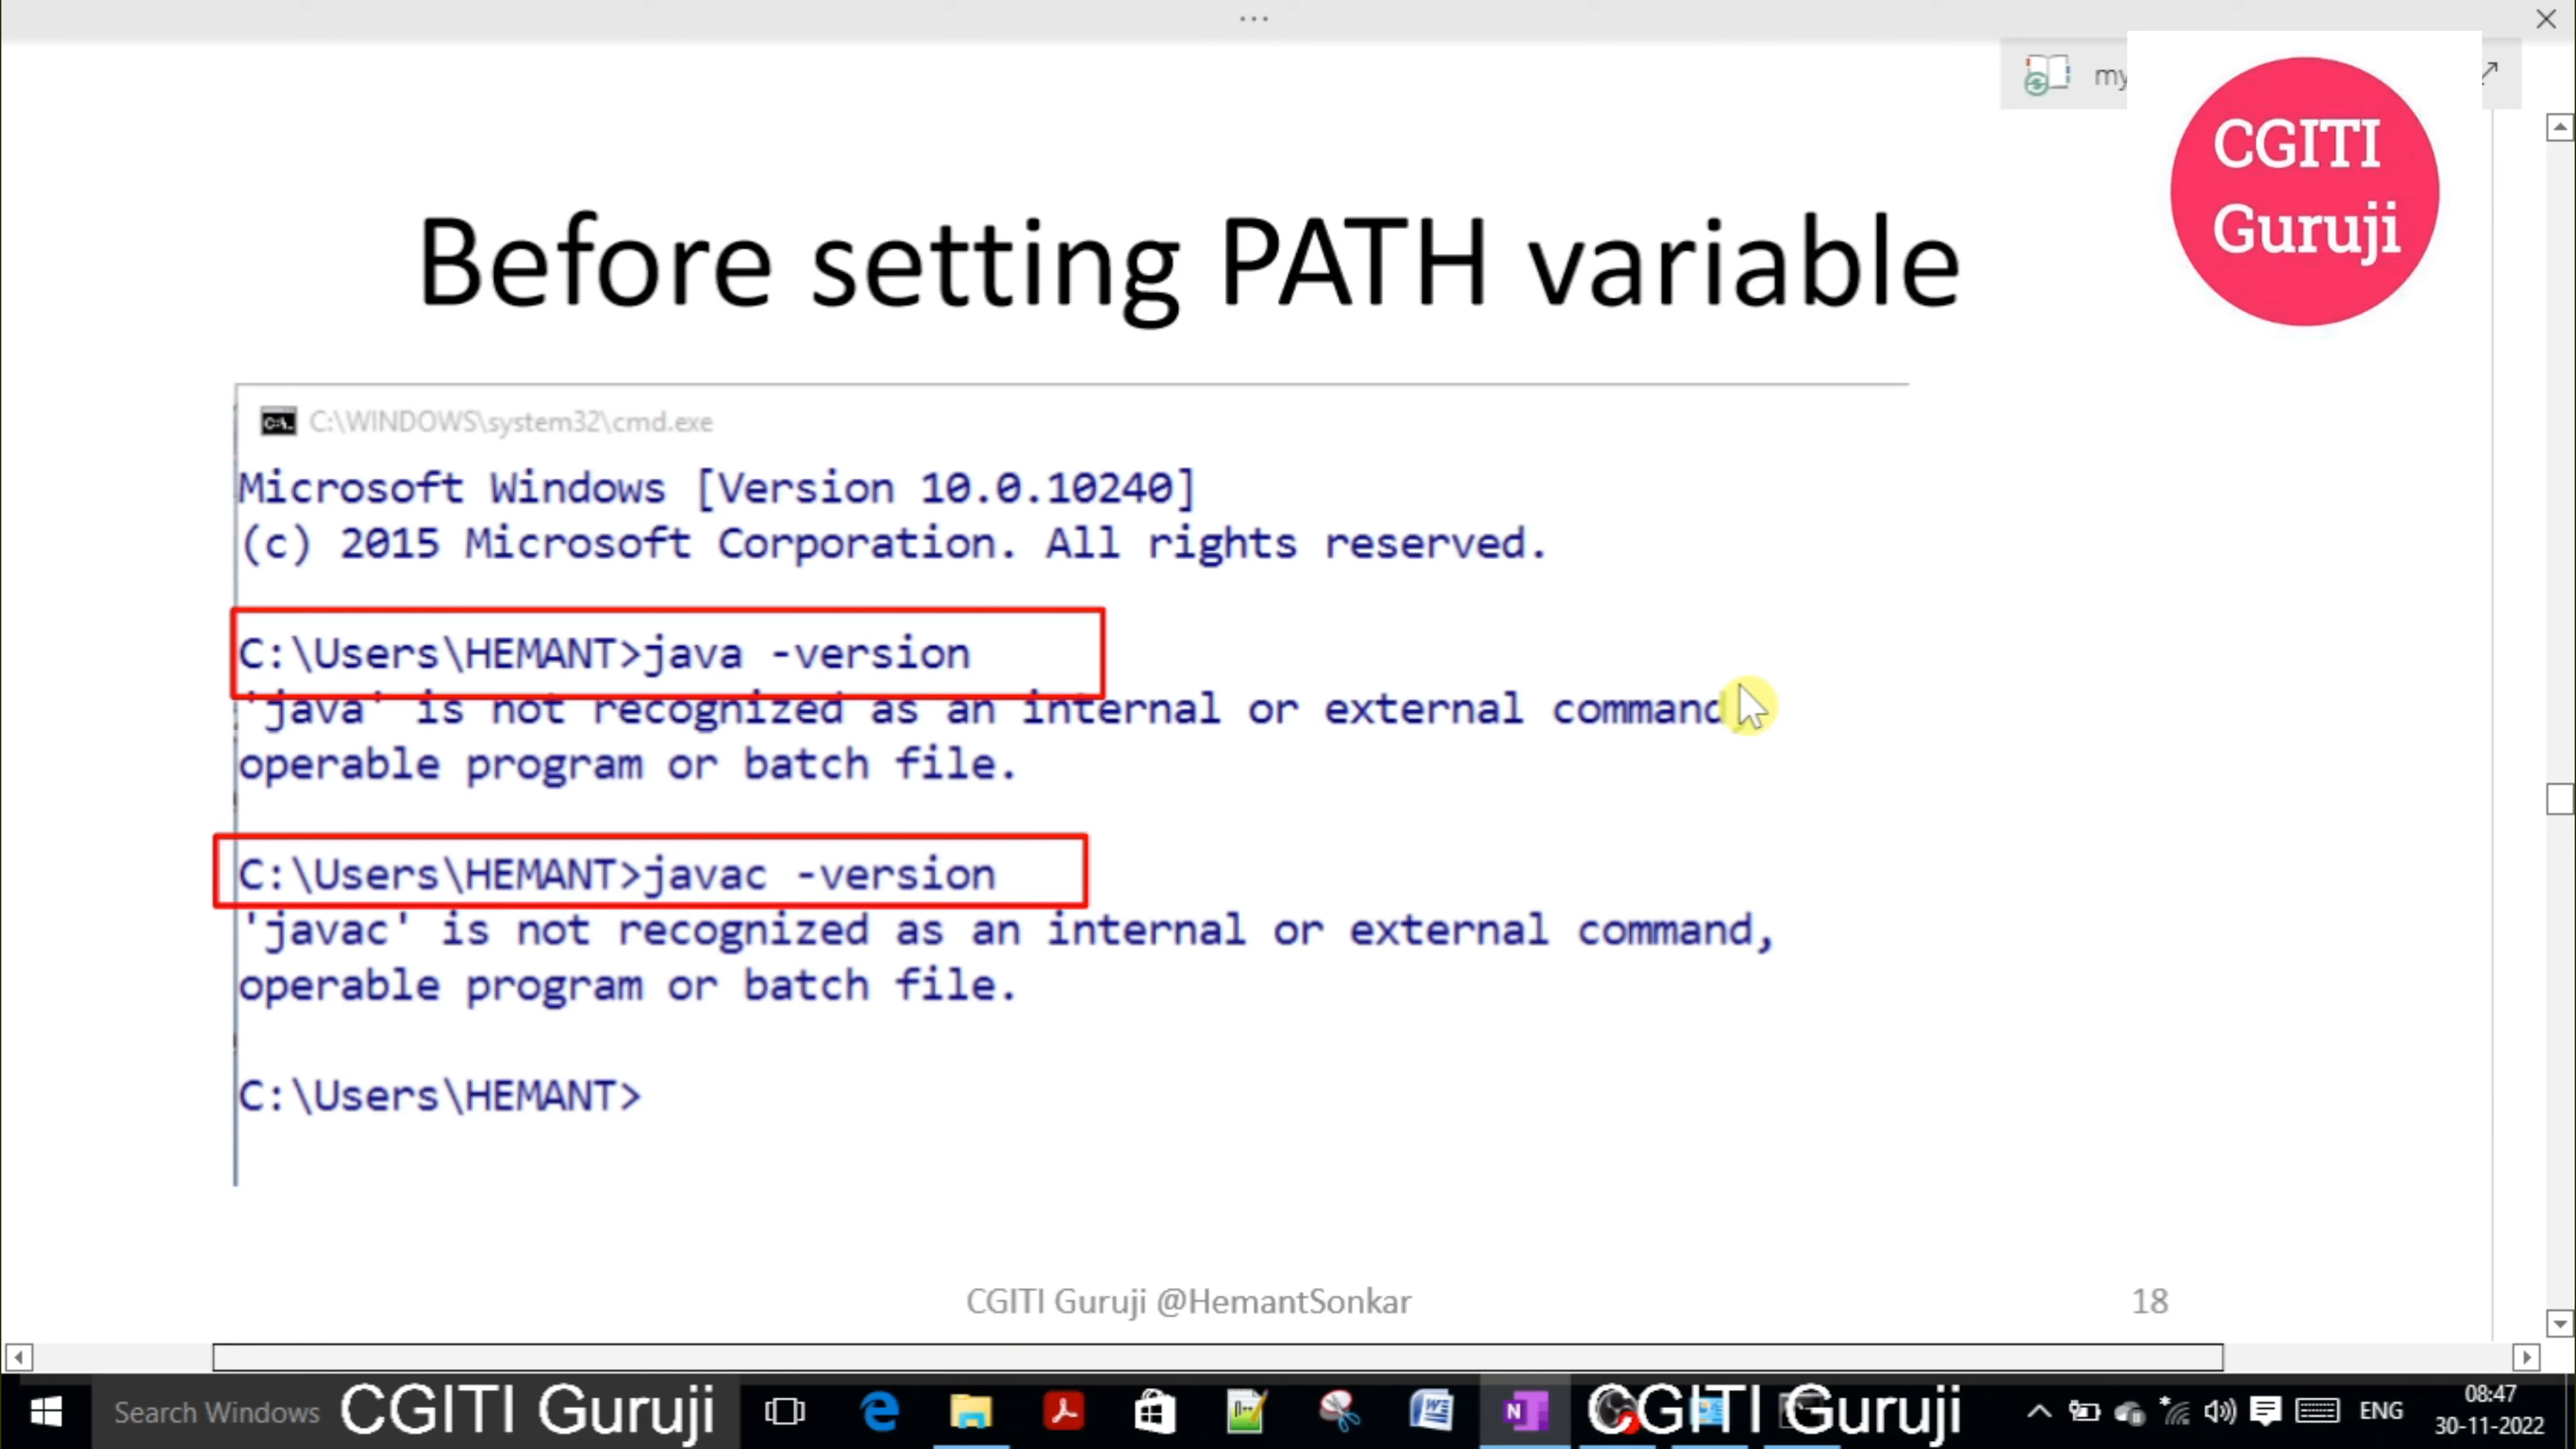 my
CGITI
Guruji
Before setting PATH variable
C:\WINDOWS\system32\cmd.exe
Microsoft Windows [Version 10.0.10240]
(c) 2015 Microsoft Corporation. All rights reserved.
C:\Users\HEMANT>java -version
'java' is not recognized as an internal or external command,
operable program or batch file.
C:\Users\HEMANT>javac -version
'javac' is not recognized as an internal or external command,
operable program or batch file.
C:\Users\HEMANT>
CGITI Guruji @HemantSonkar
18
Search Windows CGITI Guruji CGITI Guruji ENG 08:47
30-11-2022